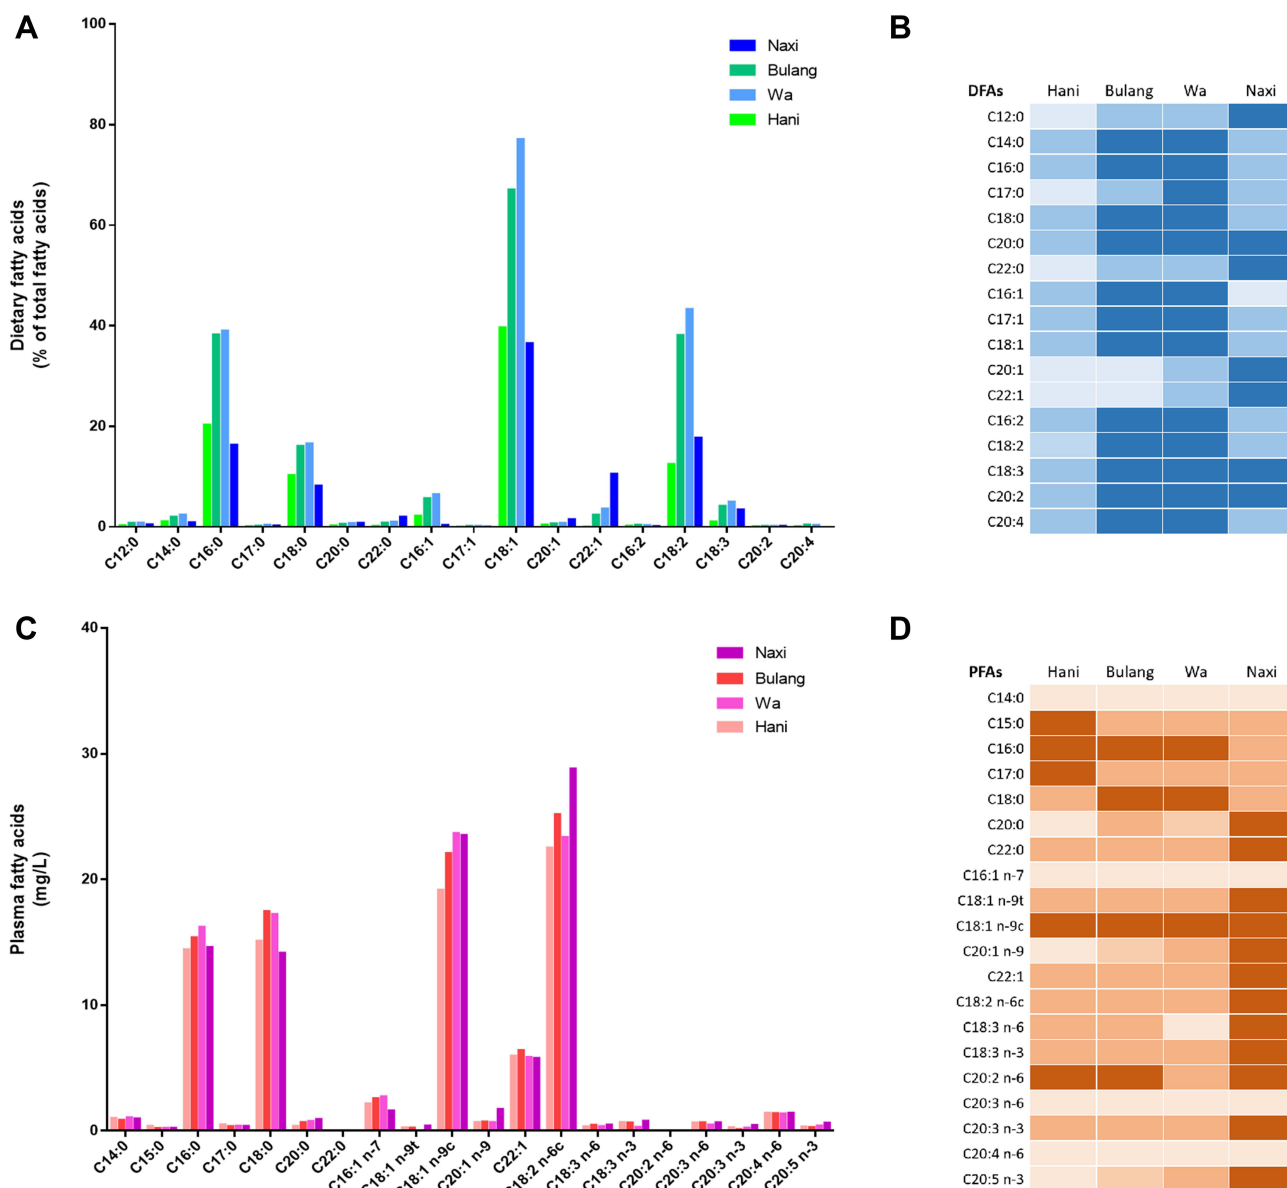 A
Dietary fatty acids
(% of total fatty acids)
100
80
60
40
20
0
Naxi
Bulang
Wa
Hani
C12:0
C14:0
C16:0
C17:0
C18:0
C20:0
C22:0
C16:1
C17:1
C18:1
C20:1
C22:1
C16:2
C18:2
C18:3
C20:2
C20:4
B
DFAs Hani Bulang Wa Naxi
C12:0
C14:0
C16:0
C17:0
C18:0
C20:0
C22:0
C16:1
C17:1
C18:1
C20:1
C22:1
C16:2
C18:2
C18:3
C20:2
C20:4
C
Plasma fatty acids
(mg/L)
40
30
20
10
0
Naxi
Bulang
Wa
Hani
C14:0
C15:0
C16:0
C17:0
C18:0
C20:0
C22:0
C16:1 n-7
C18:1 n-9t
C18:1 n-9c
C20:1 n-9
C22:1
C18:2 n-6c
C18:3 n-6
C18:3 n-3
C20:2 n-6
C20:3 n-6
C20:3 n-3
C20:4 n-6
C20:5 n-3
D
PFAs Hani Bulang Wa Naxi
C14:0
C15:0
C16:0
C17:0
C18:0
C20:0
C22:0
C16:1 n-7
C18:1 n-9t
C18:1 n-9c
C20:1 n-9
C22:1
C18:2 n-6c
C18:3 n-6
C18:3 n-3
C20:2 n-6
C20:3 n-6
C20:3 n-3
C20:4 n-6
C20:5 n-3